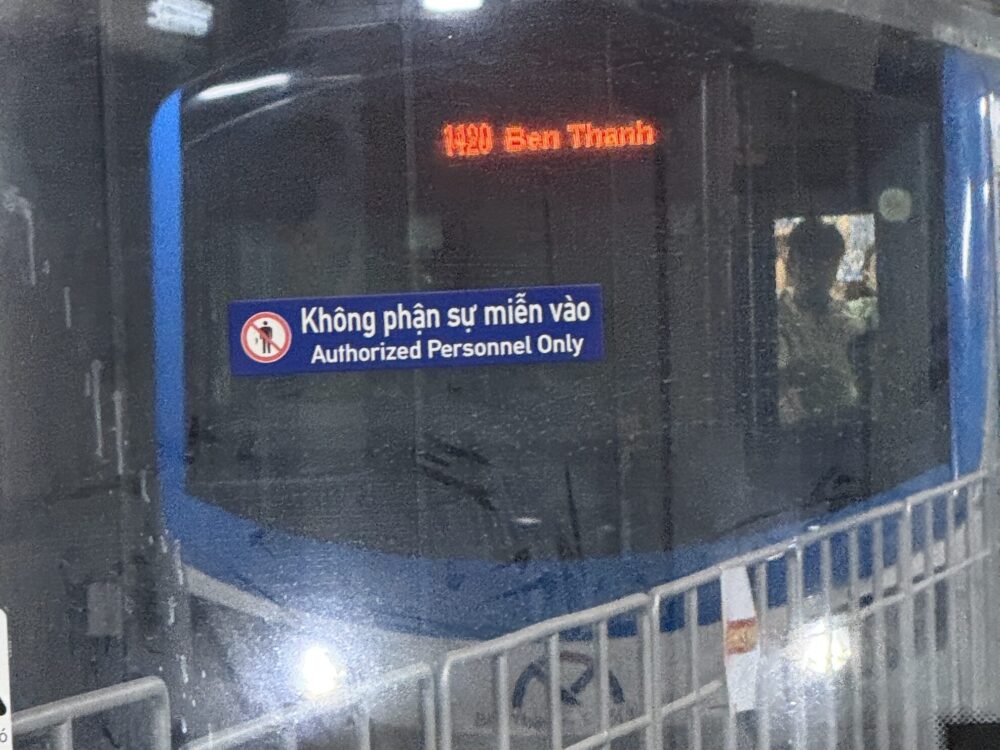 1420 Ben Thanh
Không phận sự miễn vào
Authorized Personnel Only